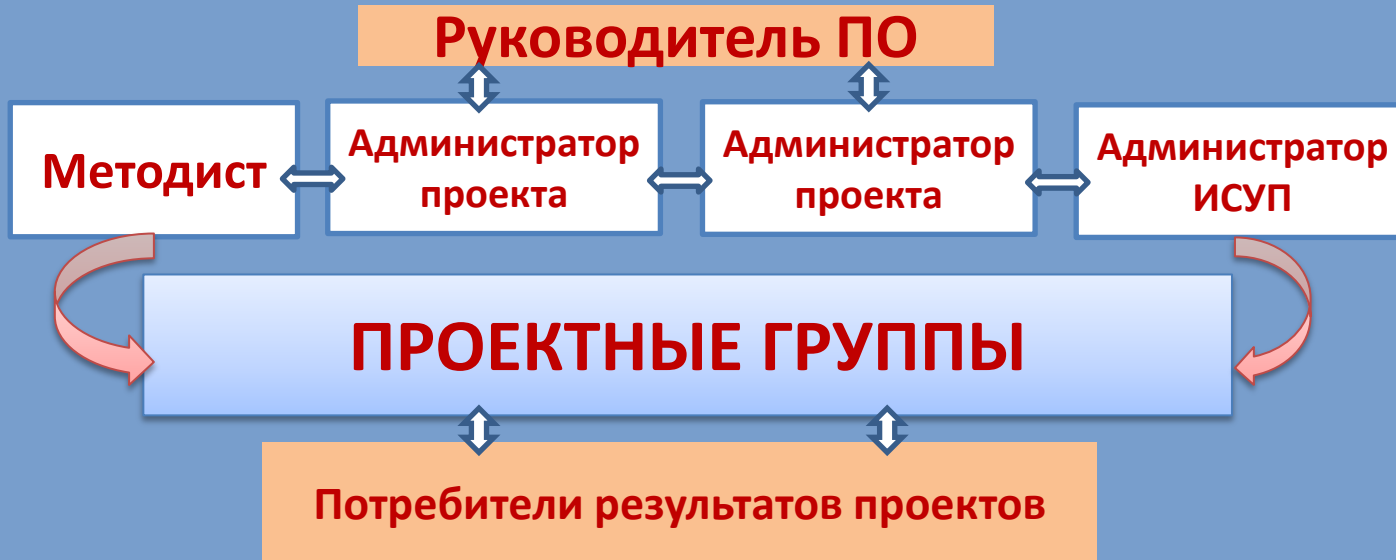 Руководитель ПО
Методист
Администратор
проекта
Администратор
проекта
Администратор
ИСУП
ПРОЕКТНЫЕ ГРУППЫ
Потребители результатов проектов